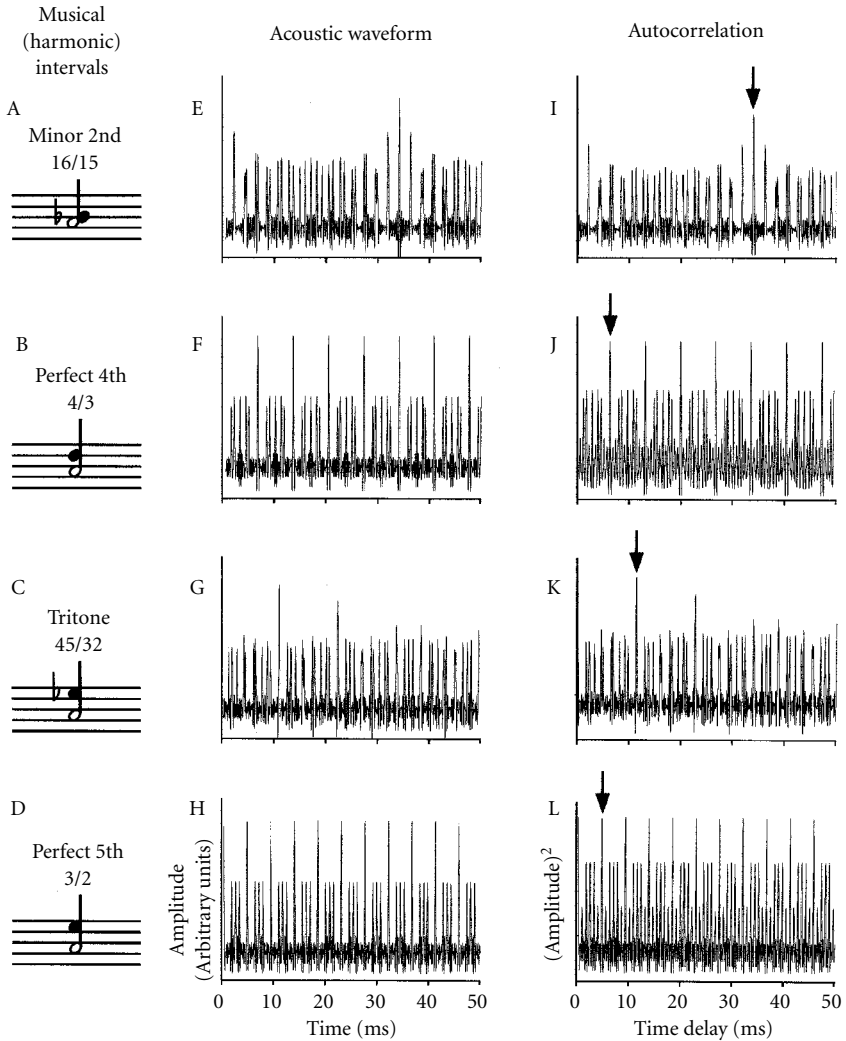 Musical
(harmonic)
intervals
Acoustic waveform
Autocorrelation
A
Minor 2nd
16/15
E
I
B
Perfect 4th
4/3
F
J
C
Tritone
45/32
G
K
D
Perfect 5th
3/2
H
Amplitude
(Arbitrary units)
0 10 20 30 40 50
Time (ms)
L
(Amplitude)²
0 10 20 30 40 50
Time delay (ms)